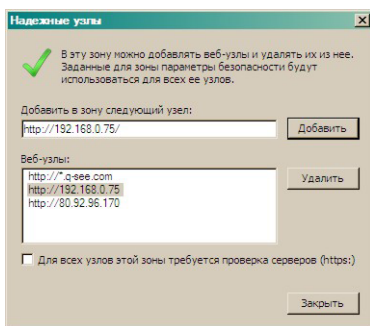 Надежные узлы
В эту зону можно добавлять веб-узлы и удалять их из нее.
Заданные для зоны параметры безопасности будут
использоваться для всех ее узлов.
Добавить в зону следующий узел:
http://192.168.0.75/
Добавить
Веб-узлы:
http://*.q-see.com
http://192.168.0.75
http://80.92.96.170
Удалить
Для всех узлов этой зоны требуется проверка серверов (https:)
Закрыть